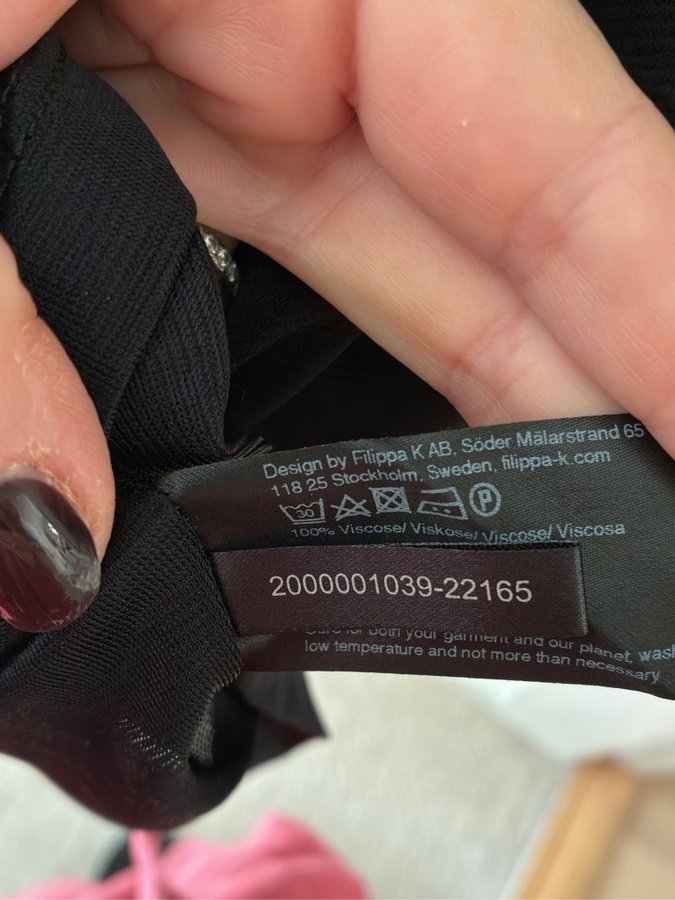 Design by Filippa K AB, Söder Mälarstrand 65
118 25 Stockholm, Sweden, filippa-k.com
30 P
100% Viscose/ Viskose/ Viscose/ Viscosa
2000001039-22165
Care for both your garment and our planet, wash
low temperature and not more than necessary